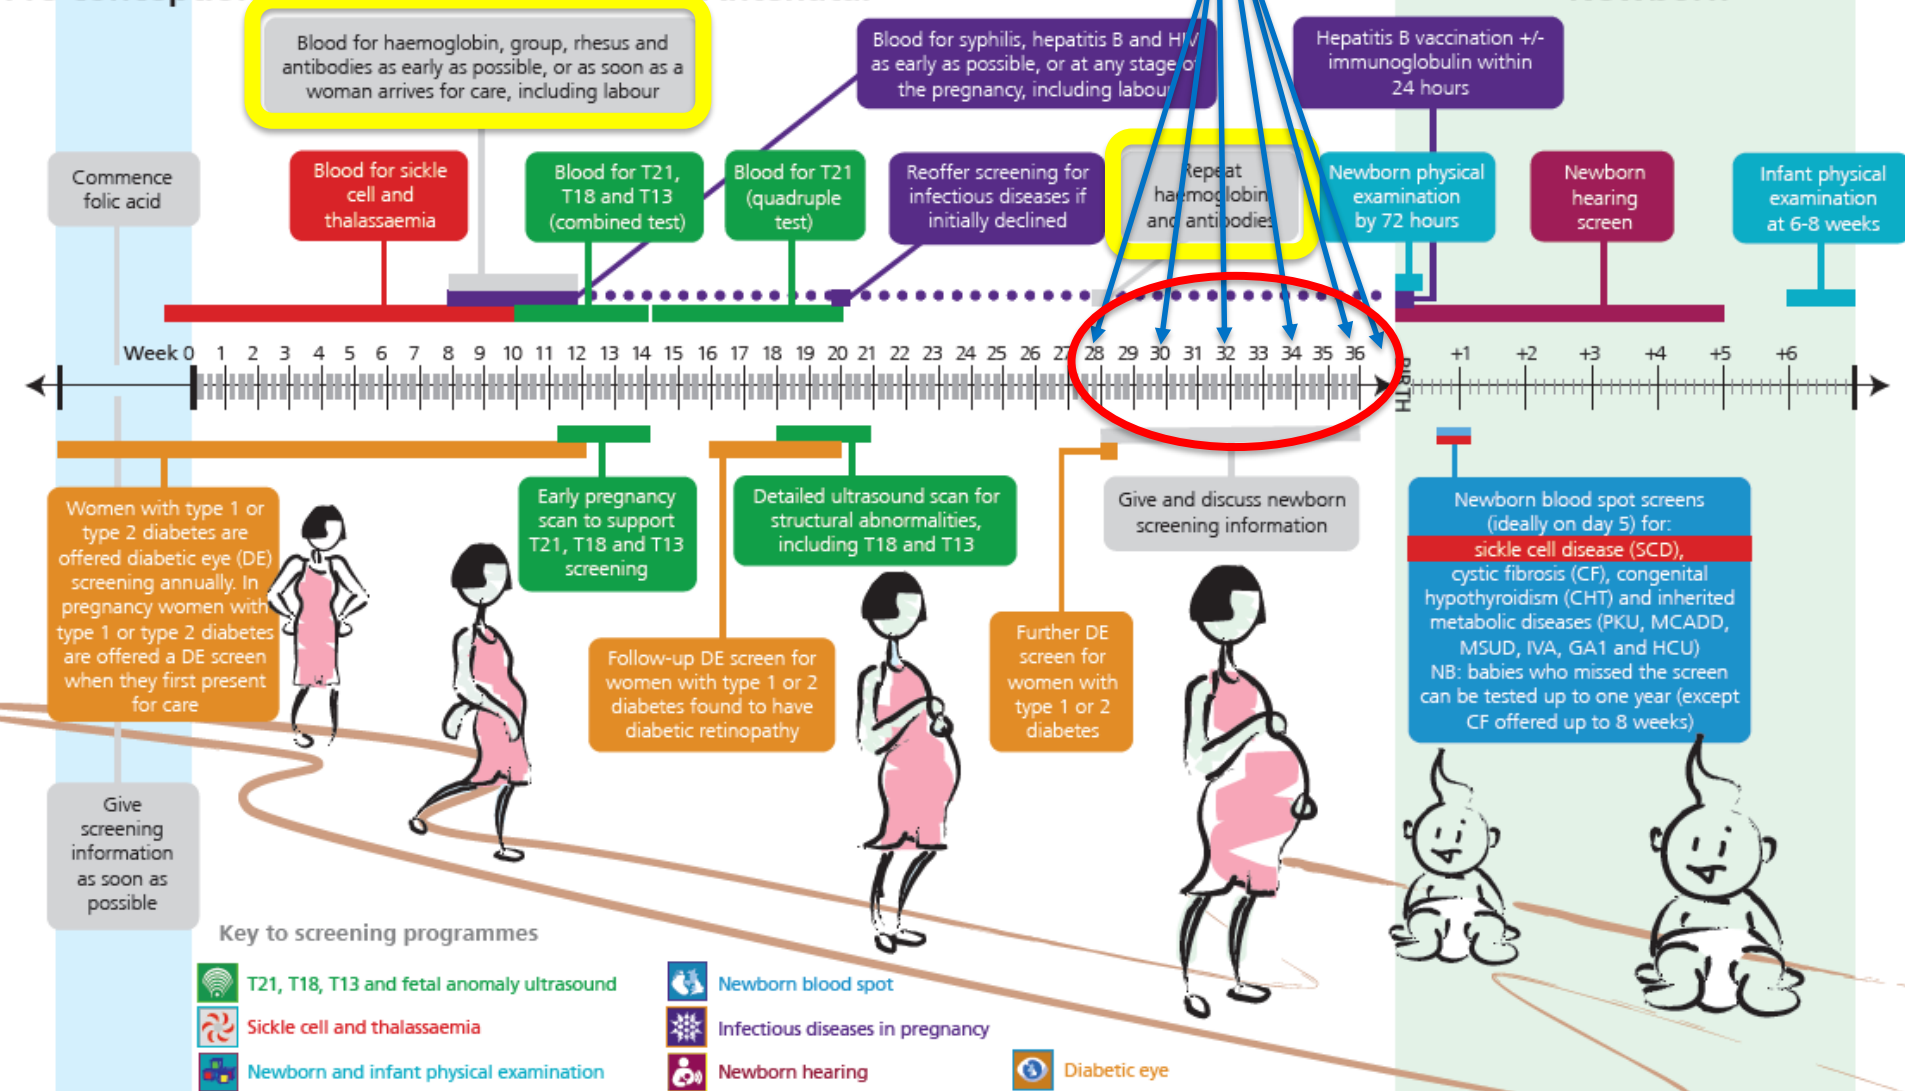 Blood for haemoglobin, group, rhesus and
antibodies as early as possible, or as soon as a
woman arrives for care, including labour
Blood for syphilis, hepatitis B and HIV
as early as possible, or at any stage of
the pregnancy, including labour
Hepatitis B vaccination +/-
immunoglobulin within
24 hours
Commence
folic acid
Blood for sickle
cell and
thalassaemia
Blood for T21,
T18 and T13
(combined test)
Blood for T21
(quadruple
test)
Reoffer screening for
infectious diseases if
initially declined
Repeat
haemoglobin
and antibodies
Newborn physical
examination
by 72 hours
Newborn
hearing
screen
Infant physical
examination
at 6-8 weeks
Week 0 1 2 3 4 5 6 7 8 9 10 11 12 13 14 15 16 17 18 19 20 21 22 23 24 25 26 27 28 29 30 31 32 33 34 35 36
BIRTH
+1 +2 +3 +4 +5 +6
Women with type 1 or
type 2 diabetes are
offered diabetic eye (DE)
screening annually. In
pregnancy women with
type 1 or type 2 diabetes
are offered a DE screen
when they first present
for care
Early pregnancy
scan to support
T21, T18 and T13
screening
Detailed ultrasound scan for
structural abnormalities,
including T18 and T13
Give and discuss newborn
screening information
Newborn blood spot screens
(ideally on day 5) for:
sickle cell disease (SCD),
cystic fibrosis (CF), congenital
hypothyroidism (CHT) and inherited
metabolic diseases (PKU, MCADD,
MSUD, IVA, GA1 and HCU)
NB: babies who missed the screen
can be tested up to one year (except
CF offered up to 8 weeks)
Follow-up DE screen for
women with type 1 or 2
diabetes found to have
diabetic retinopathy
Further DE
screen for
women with
type 1 or 2
diabetes
Give
screening
information
as soon as
possible
Key to screening programmes
T21, T18, T13 and fetal anomaly ultrasound
Sickle cell and thalassaemia
Newborn and infant physical examination
Newborn blood spot
Infectious diseases in pregnancy
Newborn hearing
Diabetic eye